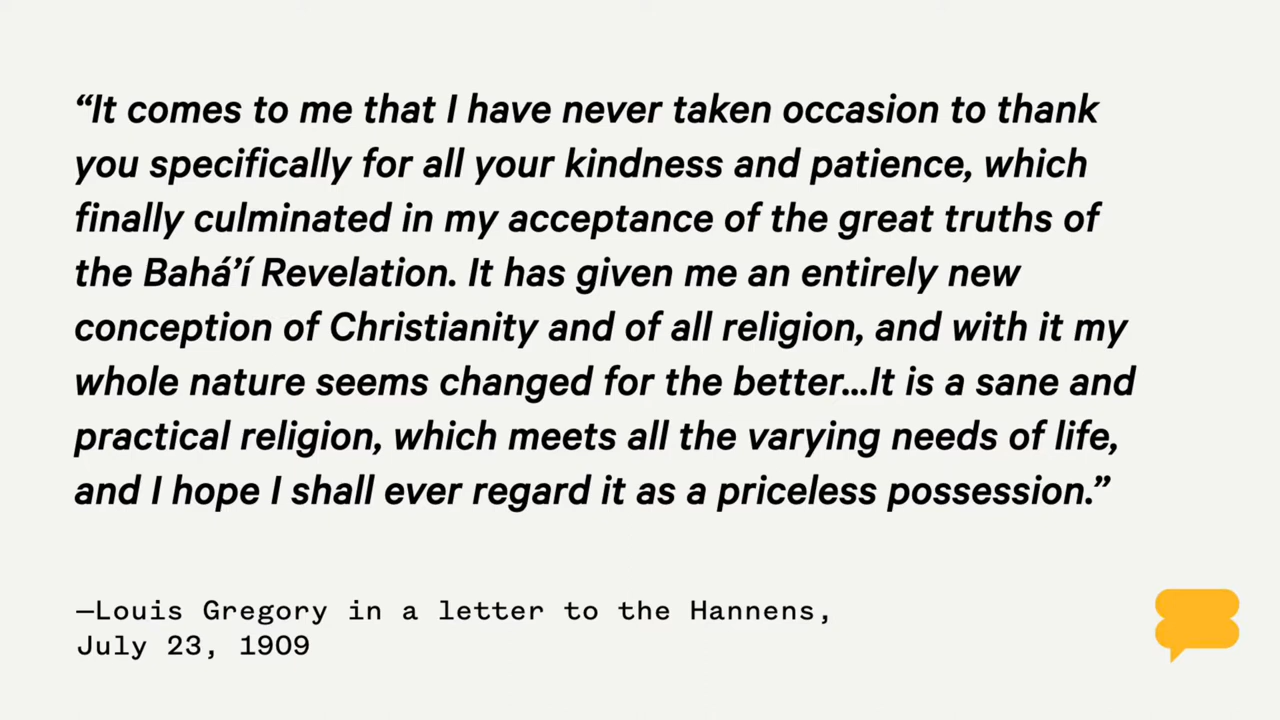 “It comes to me that I have never taken occasion to thank
you specifically for all your kindness and patience, which
finally culminated in my acceptance of the great truths of
the Bahá’í Revelation. It has given me an entirely new
conception of Christianity and of all religion, and with it my
whole nature seems changed for the better...It is a sane and
practical religion, which meets all the varying needs of life,
and I hope I shall ever regard it as a priceless possession.”
—Louis Gregory in a letter to the Hannens,
July 23, 1909